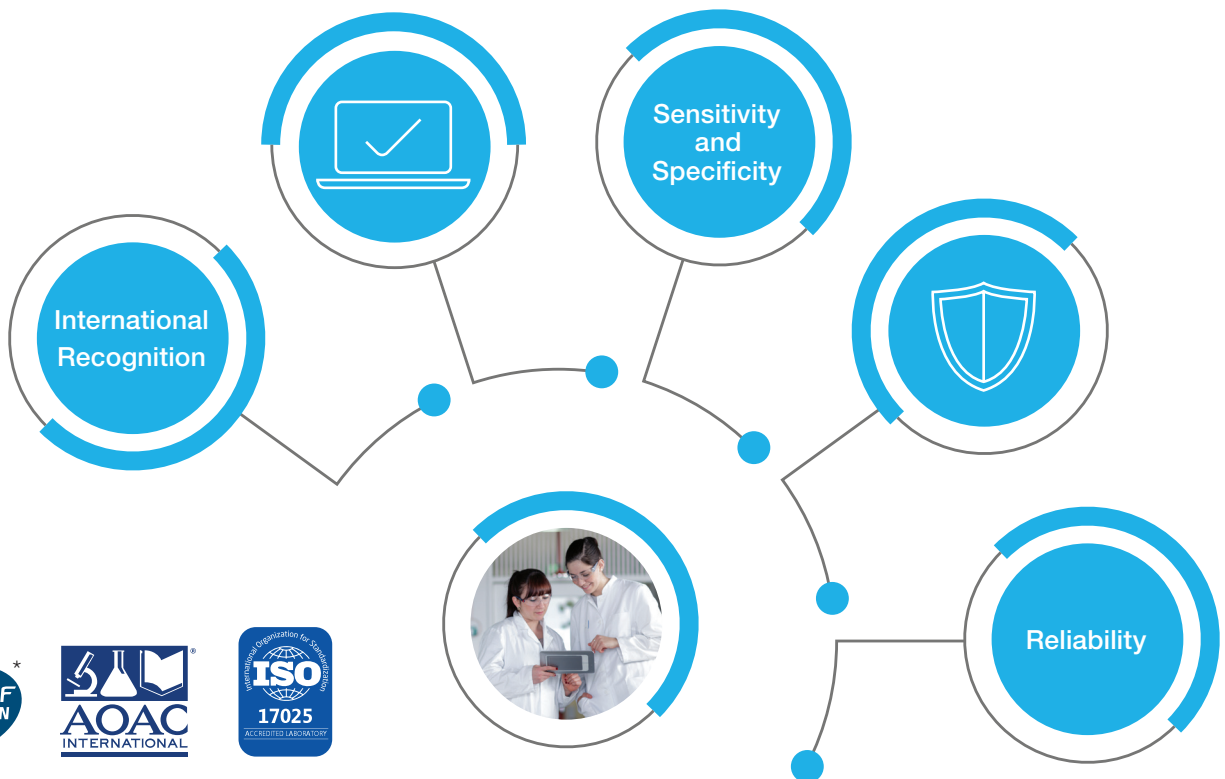 Sensitivity
and
Specificity
International
Recognition
Reliability
*
F
N
AOAC
INTERNATIONAL
®
International Organization for Standardization
ISO
17025
ACCREDITED LABORATORY